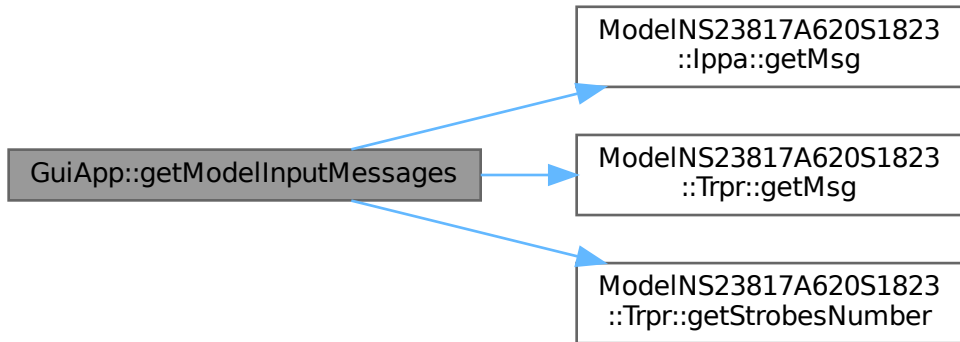 GuiApp::getModelInputMessages
ModelNS23817A620S1823
::Ippa::getMsg
ModelNS23817A620S1823
::Trpr::getMsg
ModelNS23817A620S1823
::Trpr::getStrobesNumber